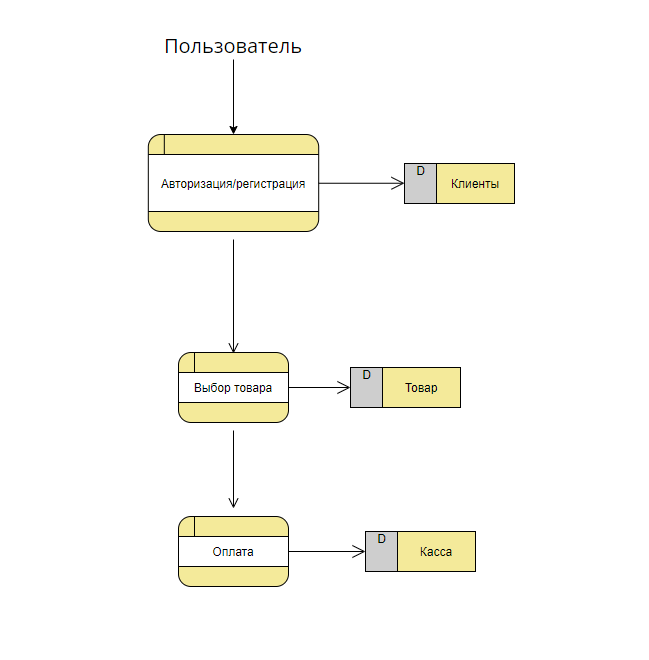 Пользователь
Авторизация/регистрация
D
Клиенты
Выбор товара
D
Товар
Оплата
D
Касса